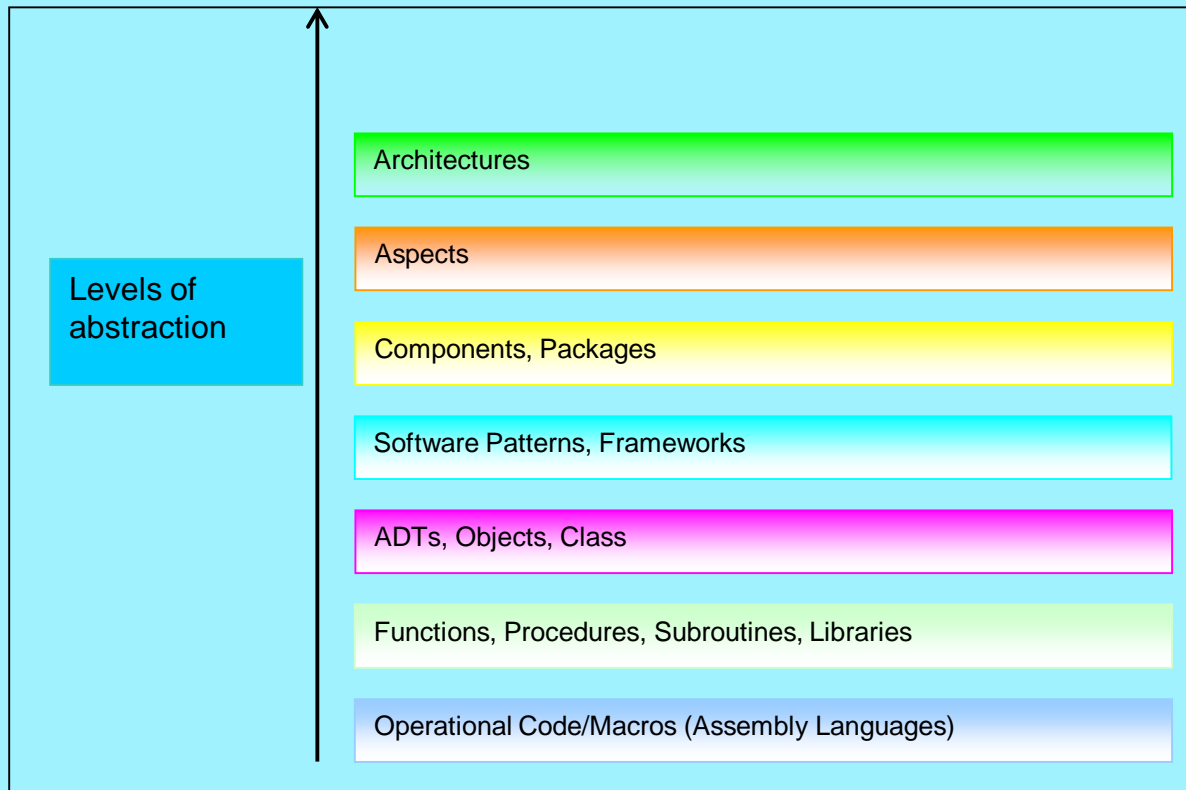 Architectures
Aspects
Levels of
abstraction
Components, Packages
Software Patterns, Frameworks
ADTs, Objects, Class
Functions, Procedures, Subroutines, Libraries
Operational Code/Macros (Assembly Languages)